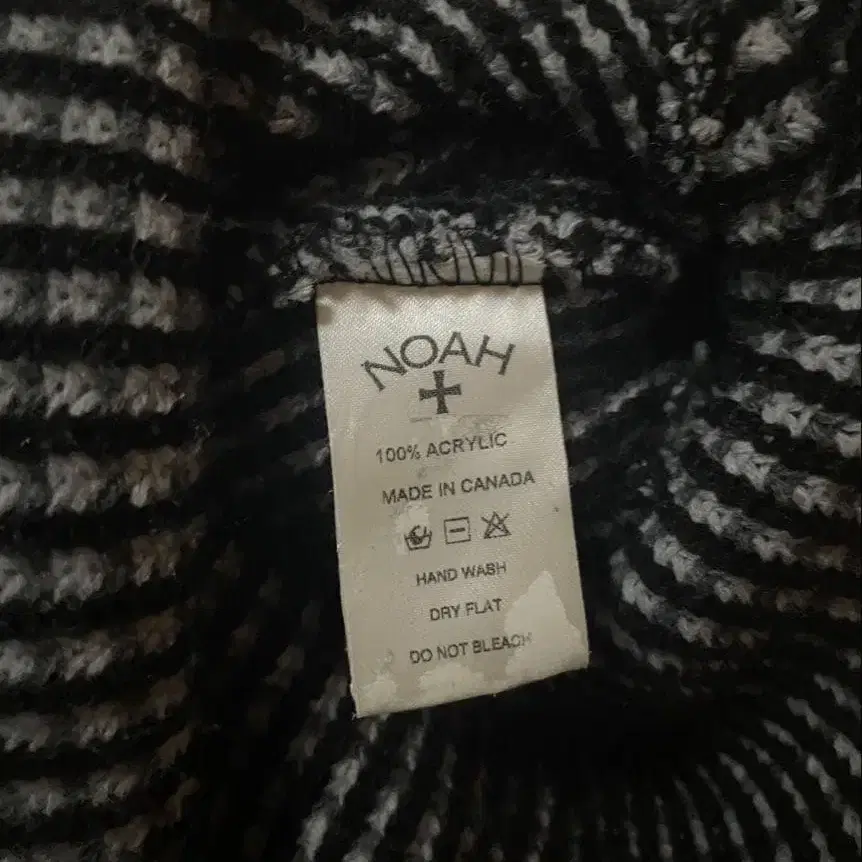 NOAH
100% ACRYLIC
MADE IN CANADA
HAND WASH
DRY FLAT
DO NOT BLEACH